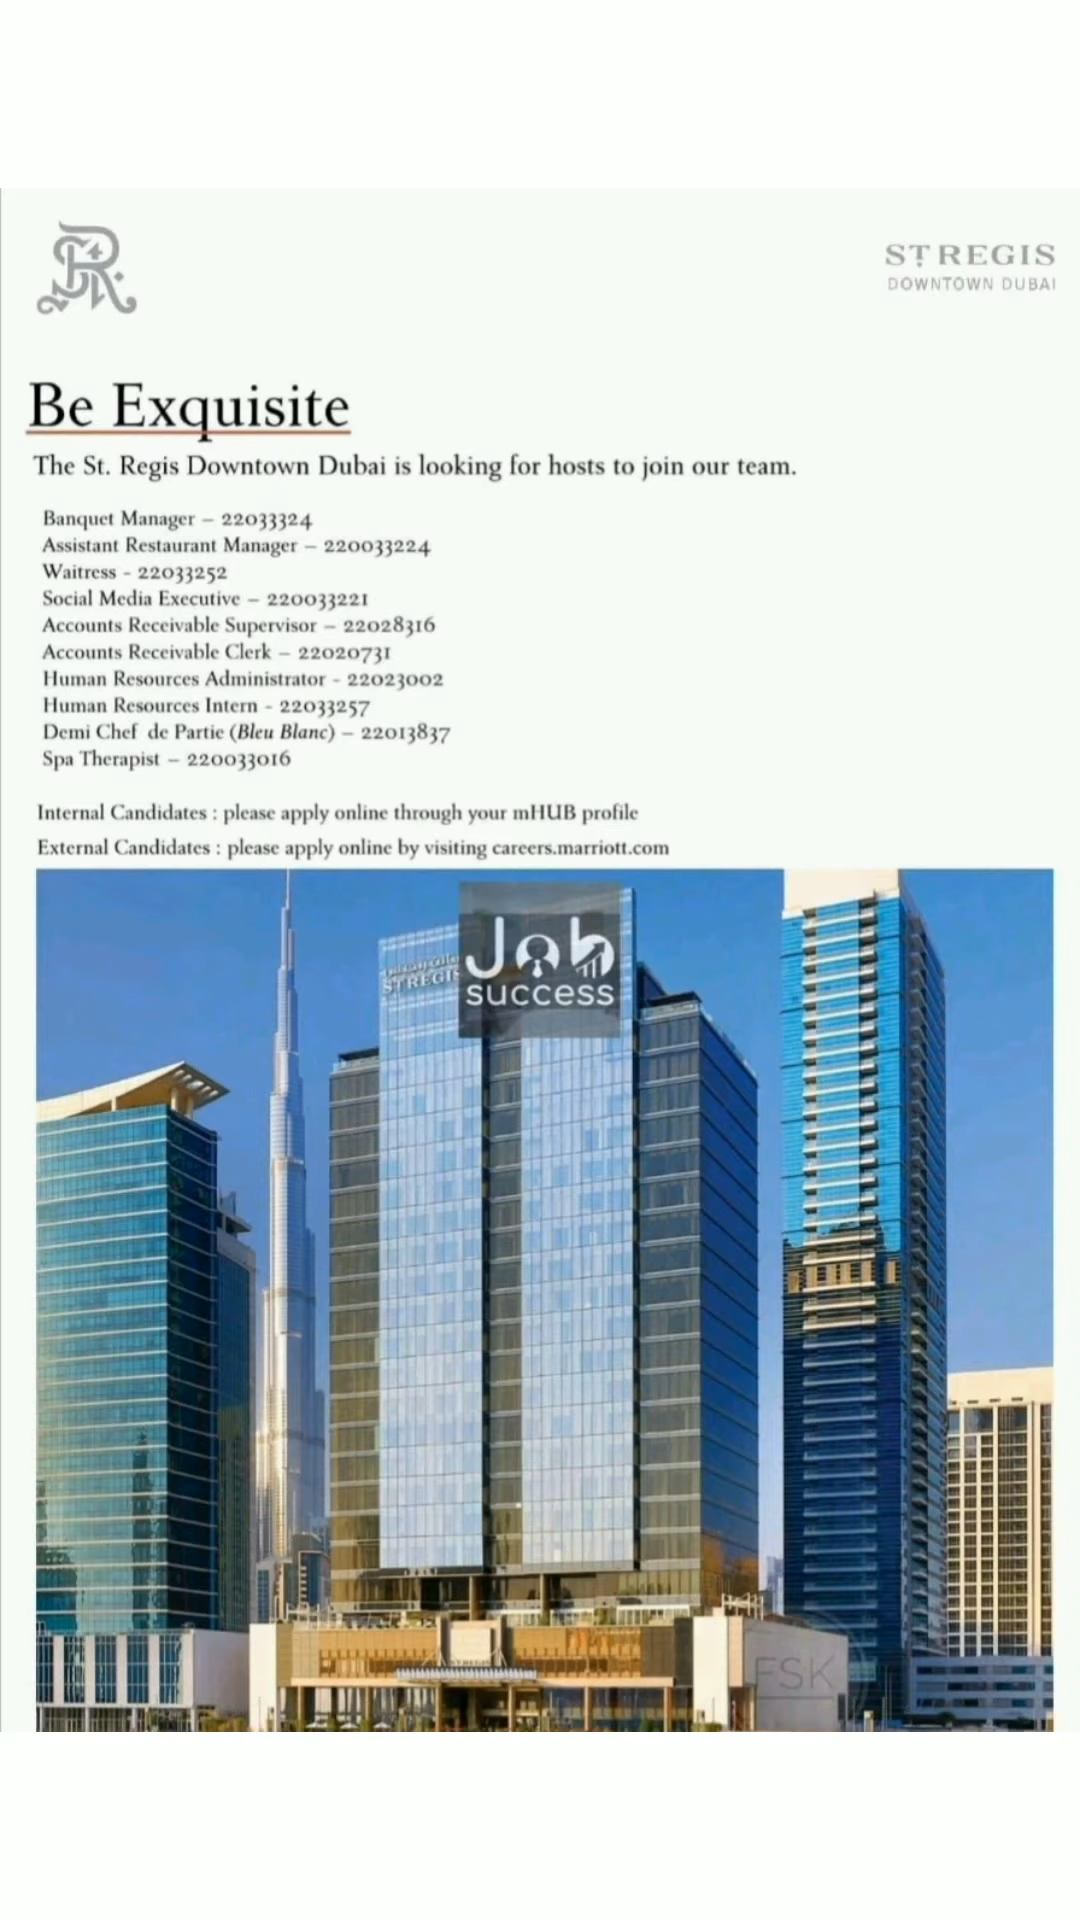 ST REGIS
DOWNTOWN DUBAI
Be Exquisite
The St. Regis Downtown Dubai is looking for hosts to join our team.
Banquet Manager – 22033324
Assistant Restaurant Manager – 220033224
Waitress - 22033252
Social Media Executive – 220033221
Accounts Receivable Supervisor – 22028316
Accounts Receivable Clerk – 22020731
Human Resources Administrator - 22023002
Human Resources Intern - 22033257
Demi Chef de Partie (Bleu Blanc) – 22013837
Spa Therapist – 220033016
Internal Candidates : please apply online through your mHUB profile
External Candidates : please apply online by visiting careers.marriott.com
Job
success
ST REGIS
FSK